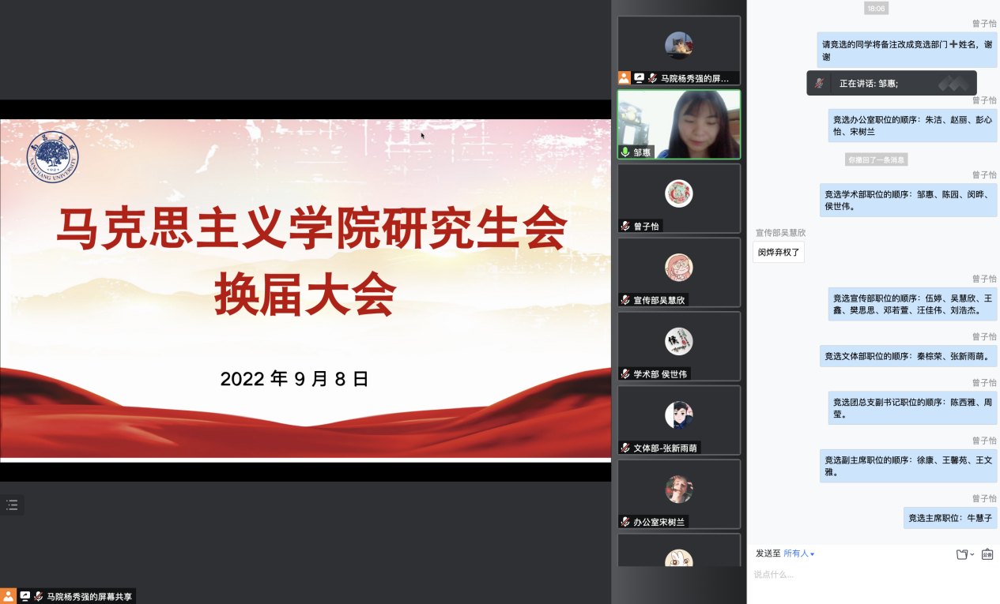 南昌大学
NANCHANG UNIVERSITY
1921
马克思主义学院研究生会
换届大会
2022 年 9 月 8 日
马院杨秀强的屏幕共享
马院杨秀强的屏...
邹惠
曾子怡
宣传部吴慧欣
学术部 侯世伟
文体部-张新雨萌
办公室宋树兰
18:06
曾子怡
请竞选的同学将备注改成竞选部门➕姓名，谢
谢
正在讲话: 邹惠;
曾子怡
竞选办公室职位的顺序：朱洁、赵丽、彭心
怡、宋树兰
你撤回了一条消息
曾子怡
竞选学术部职位的顺序：邹惠、陈园、闵晔、
侯世伟。
宣传部吴慧欣
闵烨弃权了
曾子怡
竞选宣传部职位的顺序：伍婷、吴慧欣、王
鑫、樊思思、邓若萱、汪佳伟、刘浩杰。
曾子怡
竞选文体部职位的顺序：秦棕荣、张新雨萌。
曾子怡
竞选团总支副书记职位的顺序：陈西雅、周
莹。
曾子怡
竞选副主席职位的顺序：徐康、王馨苑、王文
雅。
曾子怡
竞选主席职位：牛慧子
发送至 所有人
说点什么...